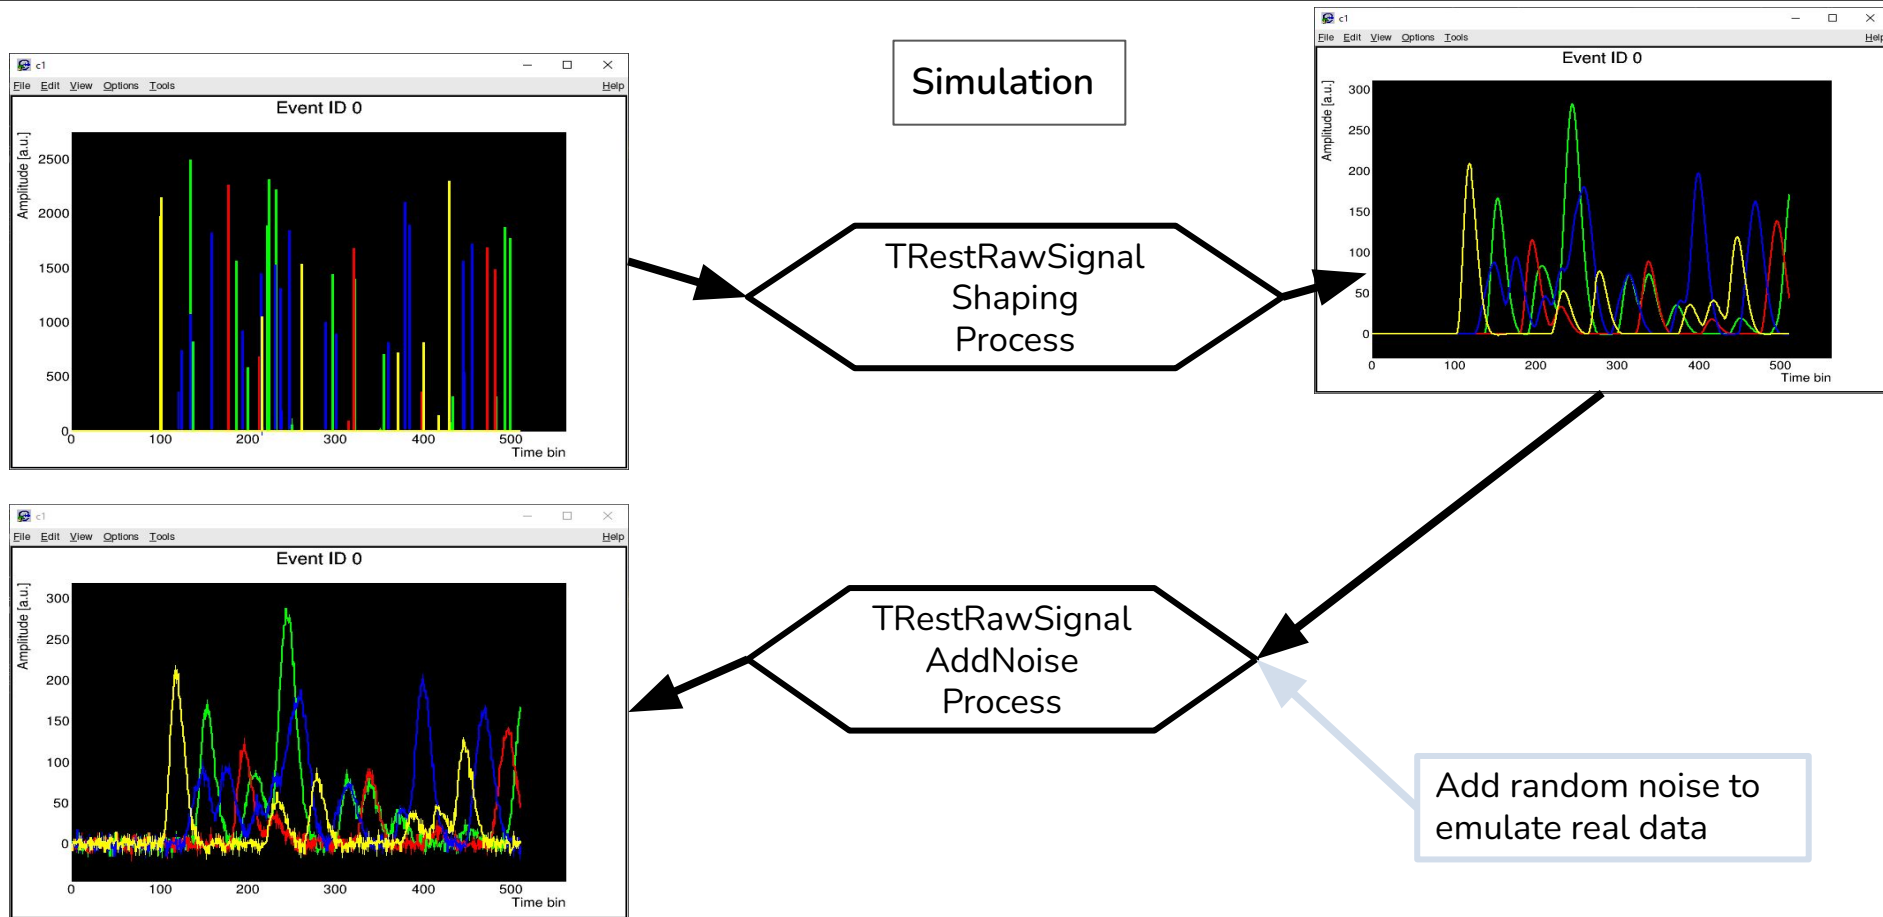 c1
File Edit View Options Tools Help
Event ID 0
Amplitude [a.u.]
2500
2000
1500
1000
500
0
0 100 200 300 400 500
Time bin
Simulation
TRestRawSignal
Shaping
Process
c1
File Edit View Options Tools Help
Event ID 0
Amplitude [a.u.]
300
250
200
150
100
50
0
0 100 200 300 400 500
Time bin
TRestRawSignal
AddNoise
Process
Add random noise to
emulate real data
c1
File Edit View Options Tools Help
Event ID 0
Amplitude [a.u.]
300
250
200
150
100
50
0
0 100 200 300 400 500
Time bin